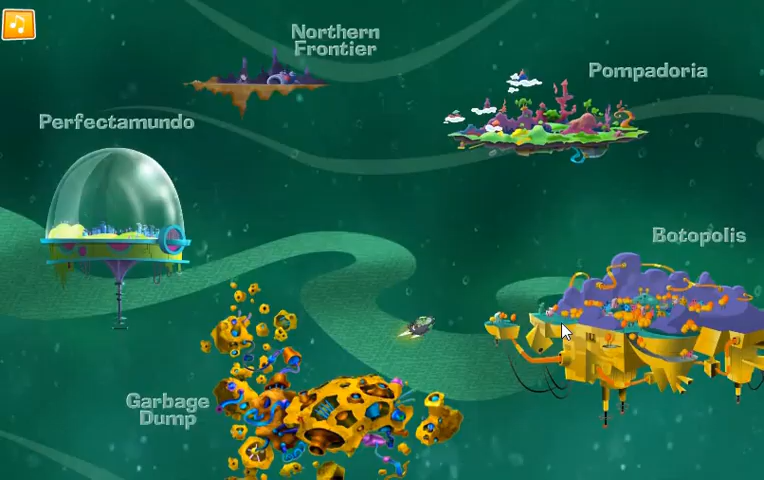 Northern
Frontier
Pompadoria
Perfectamundo
Botopolis
Garbage
Dump